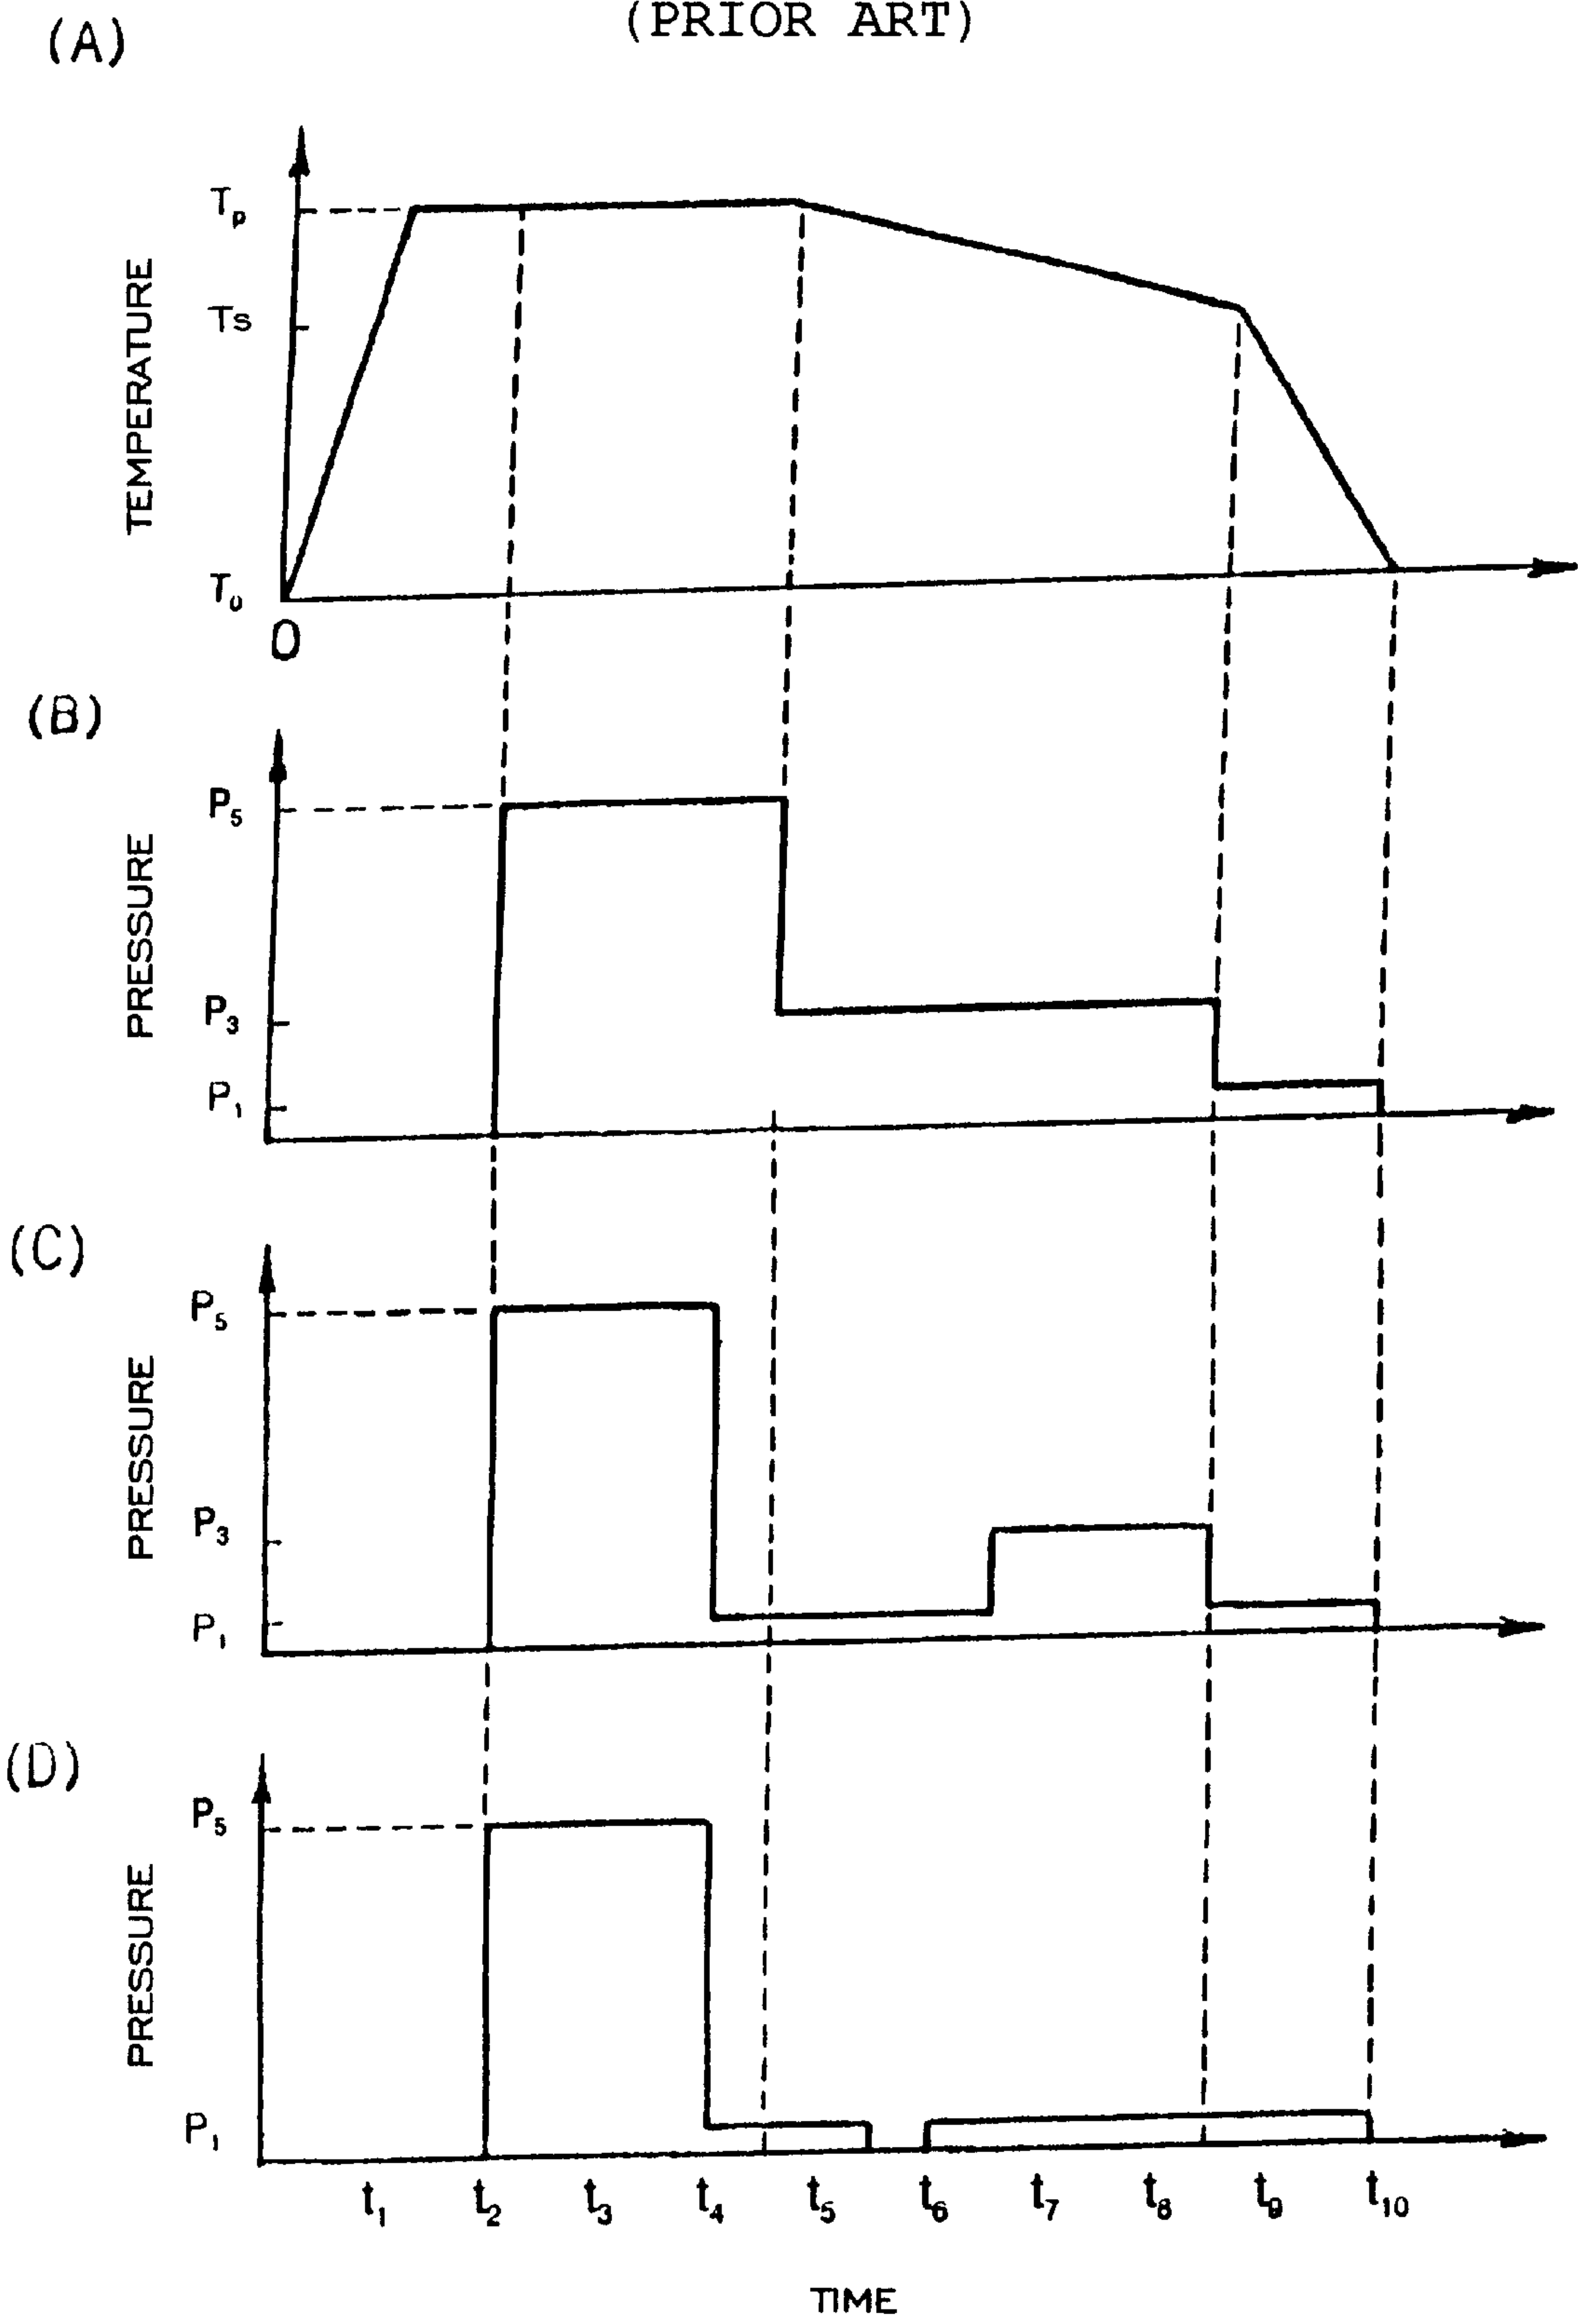 (PRIOR ART)
(A)
TEMPERATURE
Tp
TS
T0
0
(B)
PRESSURE
P5
P3
P1
(C)
PRESSURE
P5
P3
P1
(D)
PRESSURE
P5
P1
t1 t2 t3 t4 t5 t6 t7 t8 t9 t10
TIME